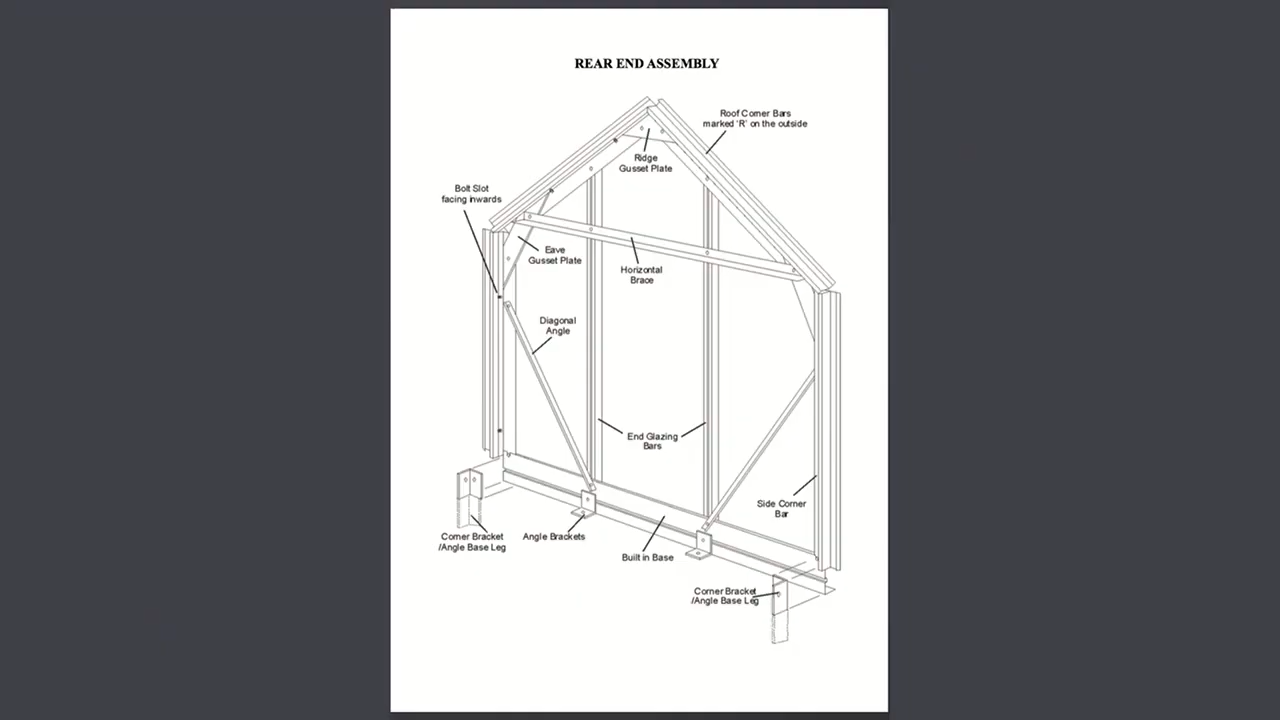 REAR END ASSEMBLY
Roof Corner Bars
marked 'R' on the outside
Ridge
Gusset Plate
Bolt Slot
facing inwards
Eave
Gusset Plate
Horizontal
Brace
Diagonal
Angle
End Glazing
Bars
Side Corner
Bar
Corner Bracket
/Angle Base Leg
Angle Brackets
Built in Base
Corner Bracket
/Angle Base Leg